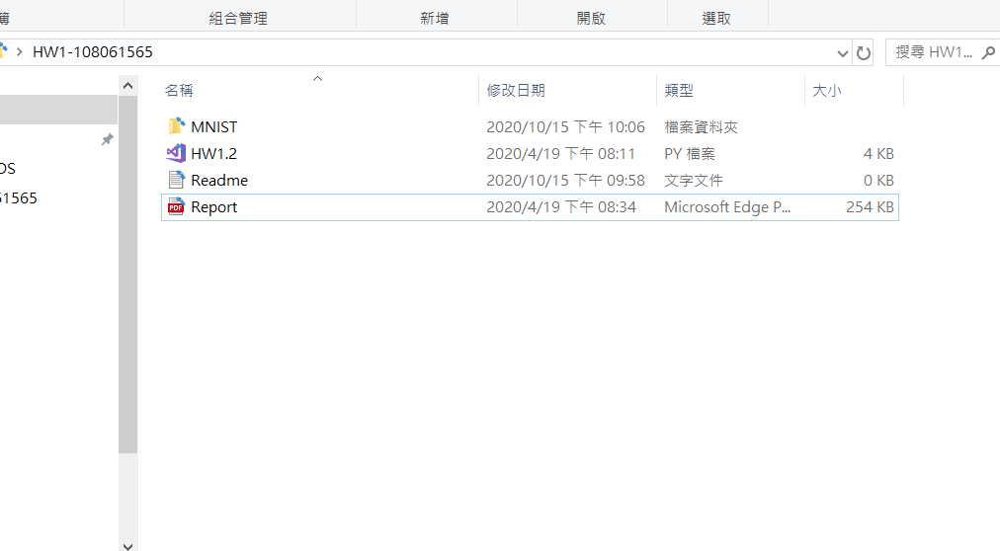 簿 組合管理 新增 開啟 選取
HW1-108061565 搜尋 HW1...
名稱 修改日期 類型 大小
MNIST 2020/10/15 下午 10:06 檔案資料夾
HW1.2 2020/4/19 下午 08:11 PY 檔案 4 KB
OS
Readme 2020/10/15 下午 09:58 文字文件 0 KB
61565
PDF Report 2020/4/19 下午 08:34 Microsoft Edge P... 254 KB